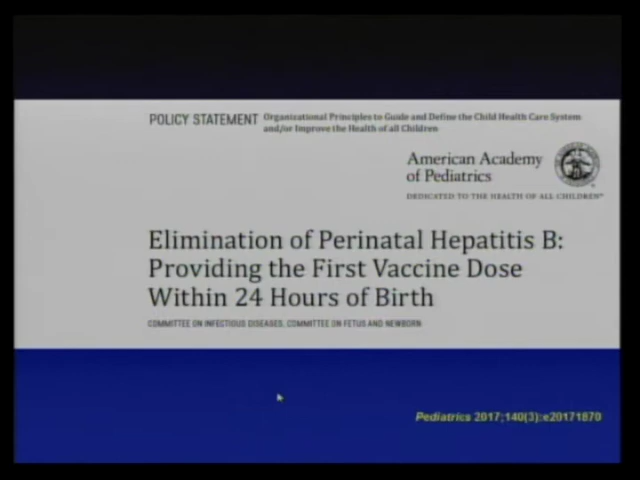 POLICY STATEMENT Organizational Principles to Guide and Define the Child Health Care System
and/or Improve the Health of all Children
American Academy
of Pediatrics
DEDICATED TO THE HEALTH OF ALL CHILDREN™
Elimination of Perinatal Hepatitis B:
Providing the First Vaccine Dose
Within 24 Hours of Birth
COMMITTEE ON INFECTIOUS DISEASES, COMMITTEE ON FETUS AND NEWBORN
Pediatrics 2017;140(3):e20171870